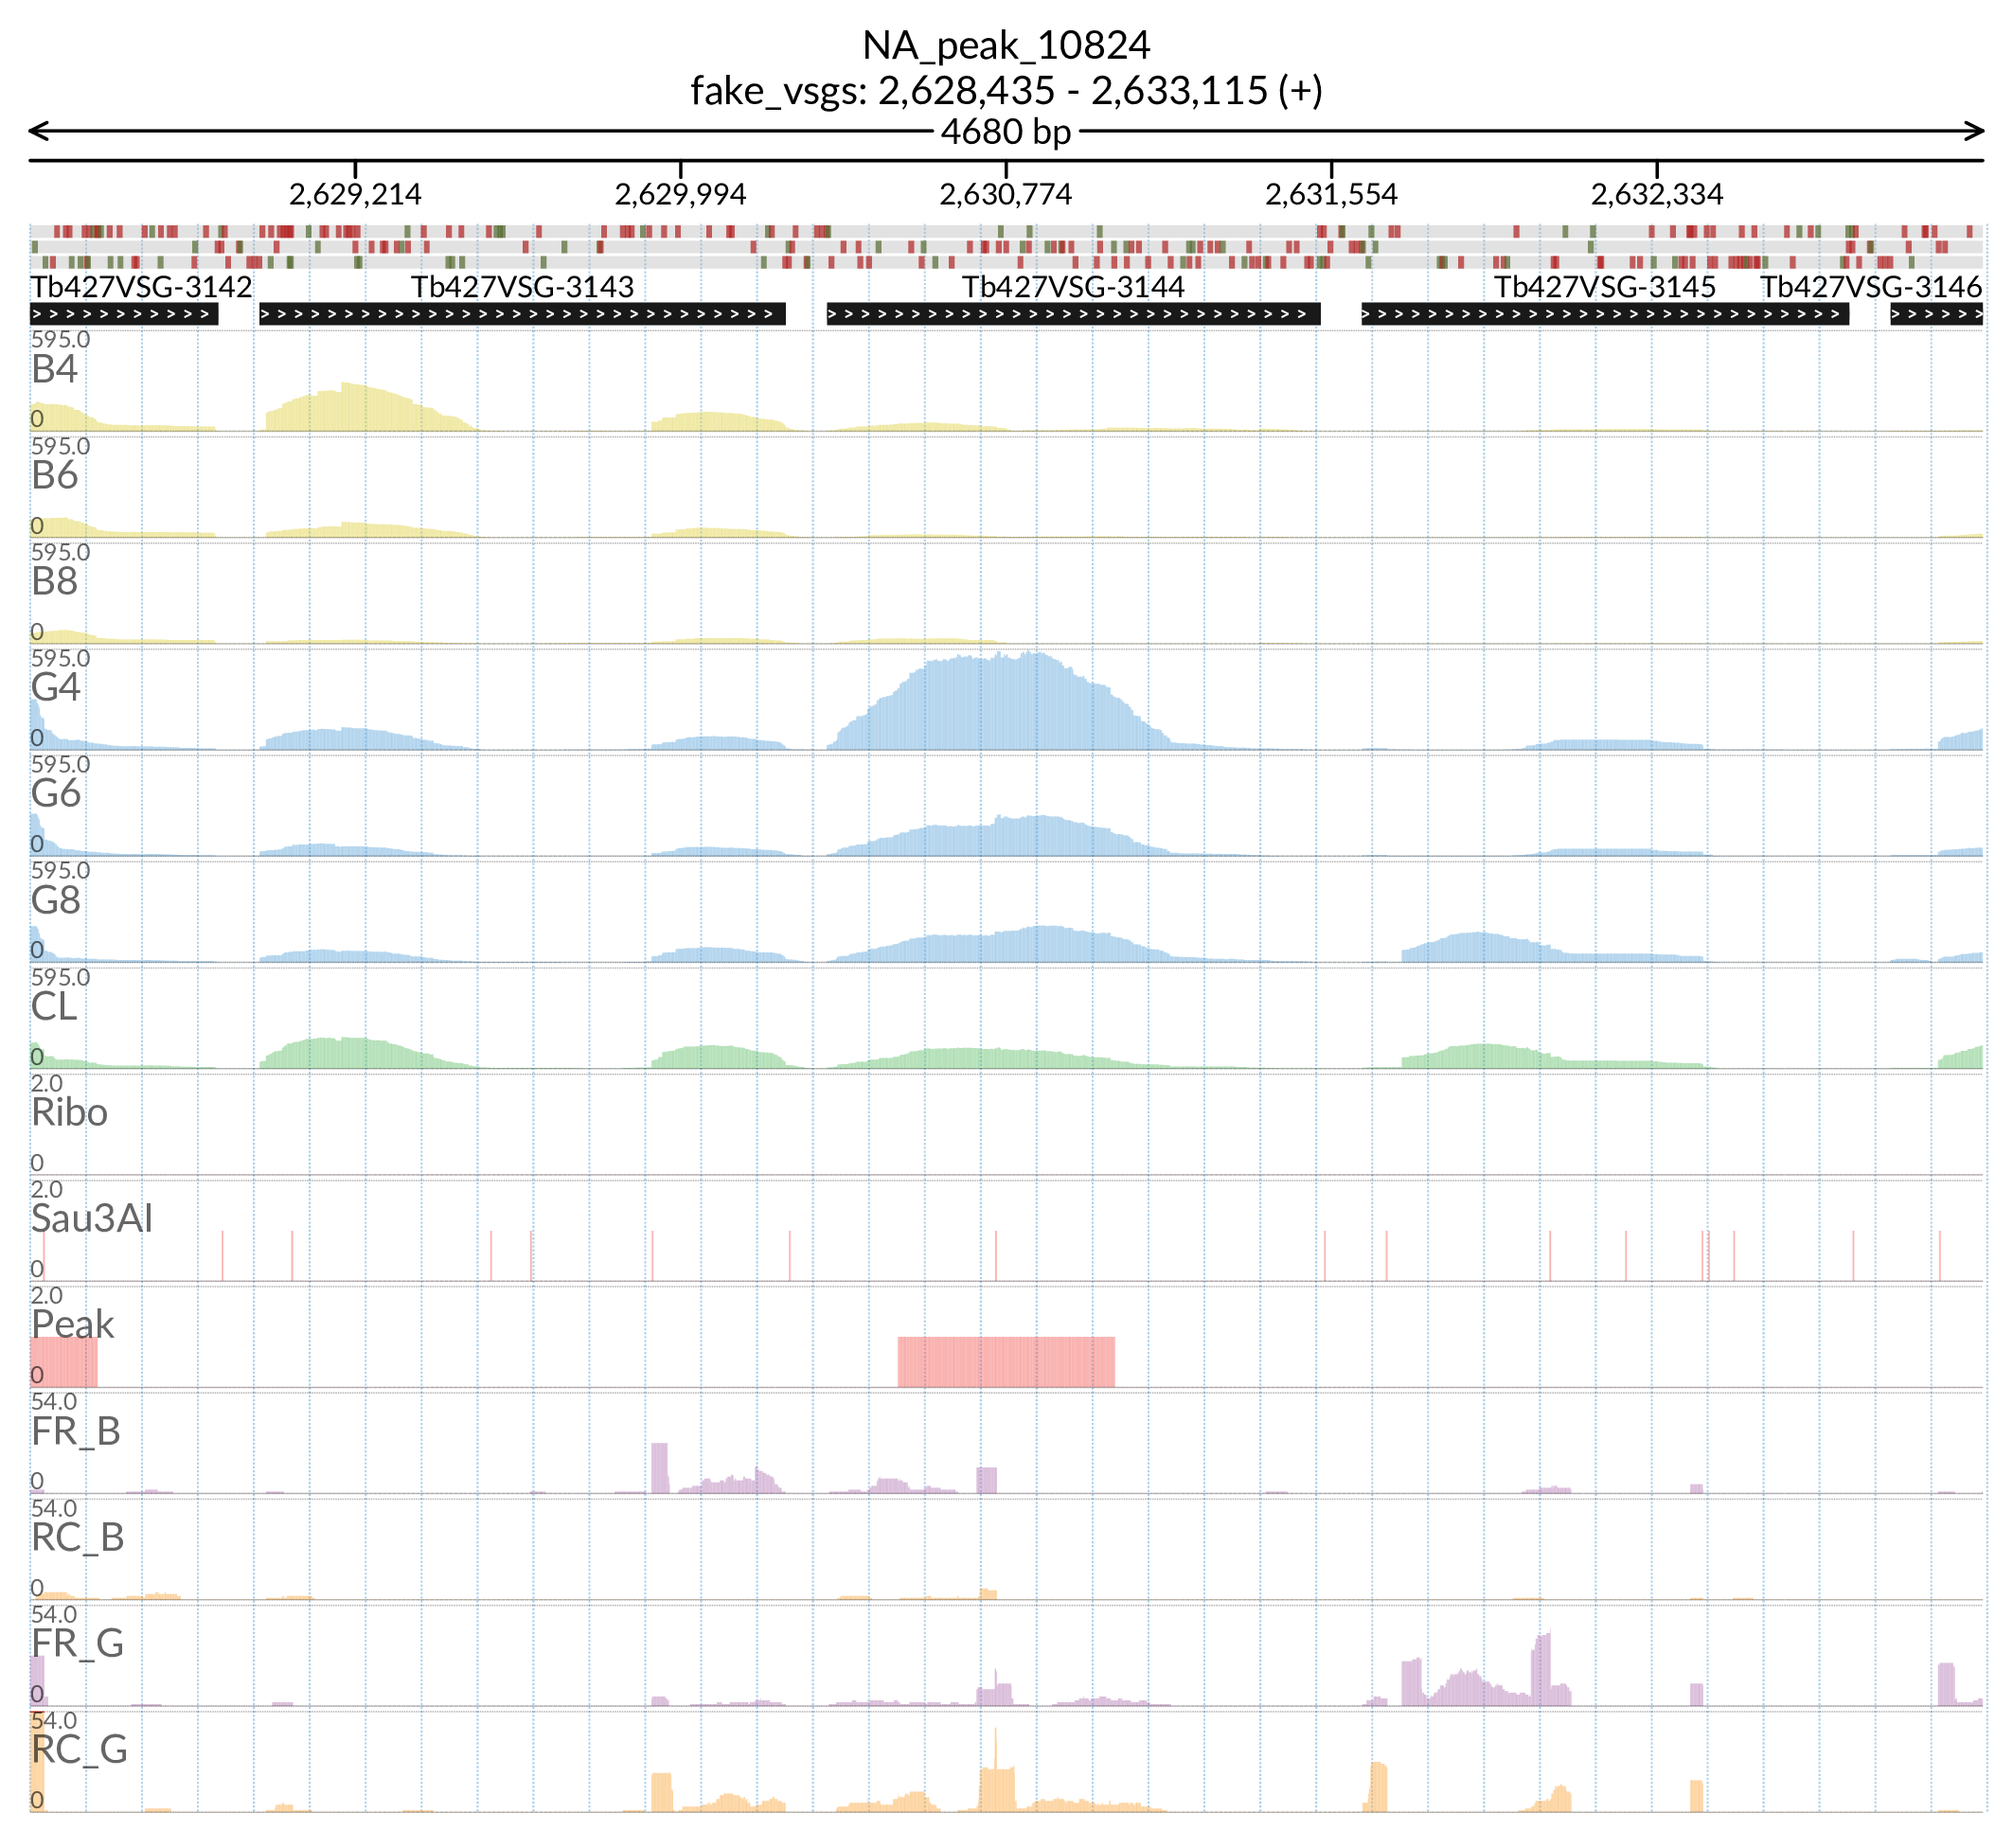 NA_peak_10824
fake_vsgs: 2,628,435 - 2,633,115 (+)
4680 bp
2,629,214 2,629,994 2,630,774 2,631,554 2,632,334
Tb427VSG-3142 Tb427VSG-3143 Tb427VSG-3144 Tb427VSG-3145 Tb427VSG-3146
595.0
B4
0
595.0
B6
0
595.0
B8
0
595.0
G4
0
595.0
G6
0
595.0
G8
0
595.0
CL
0
2.0
Ribo
0
2.0
Sau3AI
0
2.0
Peak
0
54.0
FR_B
0
54.0
RC_B
0
54.0
FR_G
0
54.0
RC_G
0